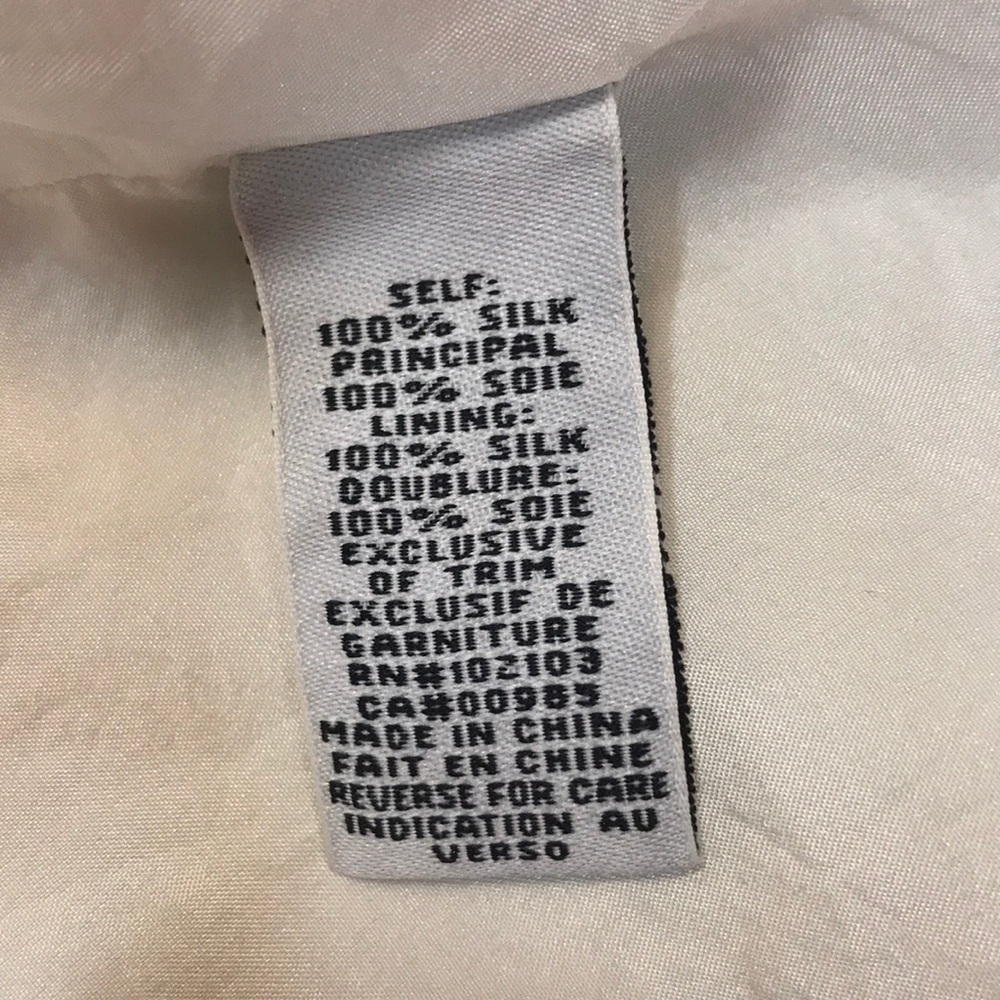 SELF:
100% SILK
PRINCIPAL
100% SOIE
LINING:
100% SILK
DOUBLURE:
100% SOIE
EXCLUSIVE
OF TRIM
EXCLUSIF DE
GARNITURE
RN#102103
CA#00985
MADE IN CHINA
FAIT EN CHINE
REVERSE FOR CARE
INDICATION AU
VERSO